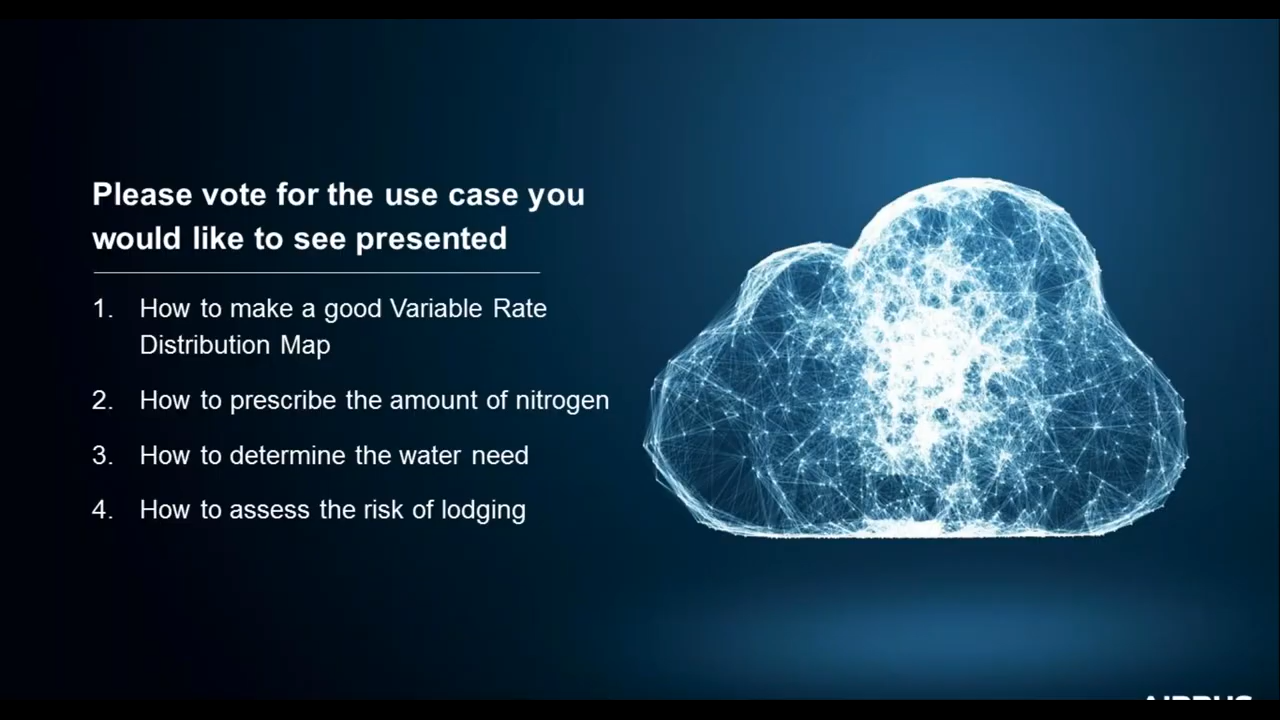 Please vote for the use case you
would like to see presented
1. How to make a good Variable Rate
Distribution Map
2. How to prescribe the amount of nitrogen
3. How to determine the water need
4. How to assess the risk of lodging